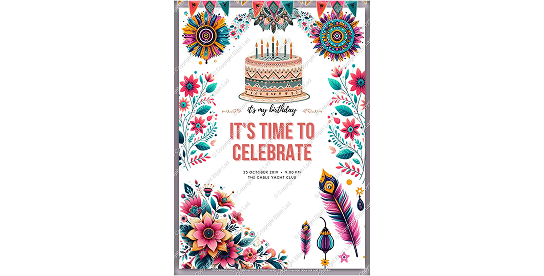 it's my birthday
IT'S TIME TO
CELEBRATE
25 OCTOBER 2019 • 9:00 PM
THE CABLE YACHT CLUB